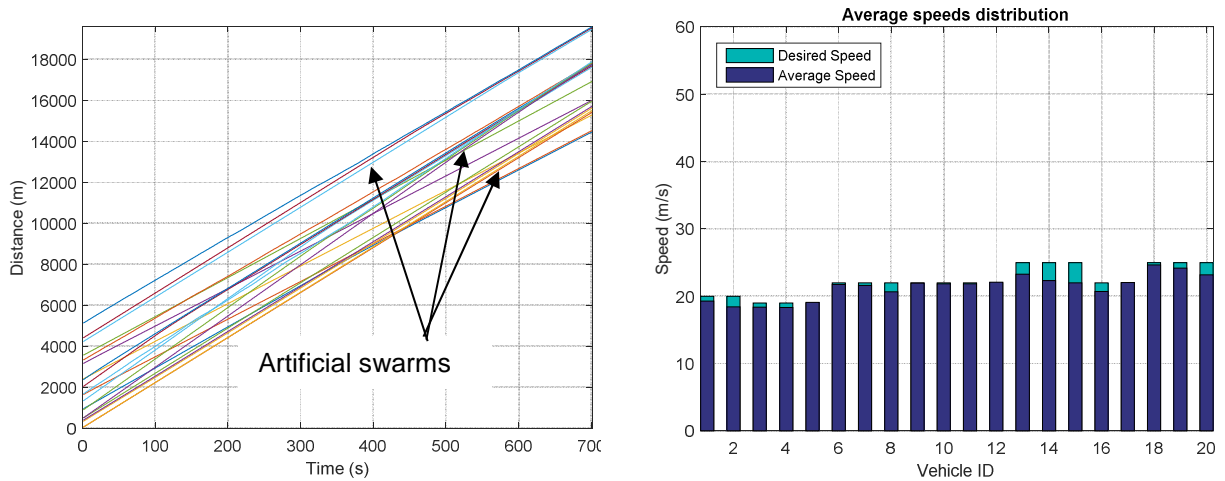 18000
16000
14000
12000
10000
8000
6000
4000
2000
0
Distance (m)
Artificial swarms
0 100 200 300 400 500 600 700
Time (s)
Average speeds distribution
60
50
40
30
20
10
0
Speed (m/s)
Desired Speed
Average Speed
2 4 6 8 10 12 14 16 18 20
Vehicle ID